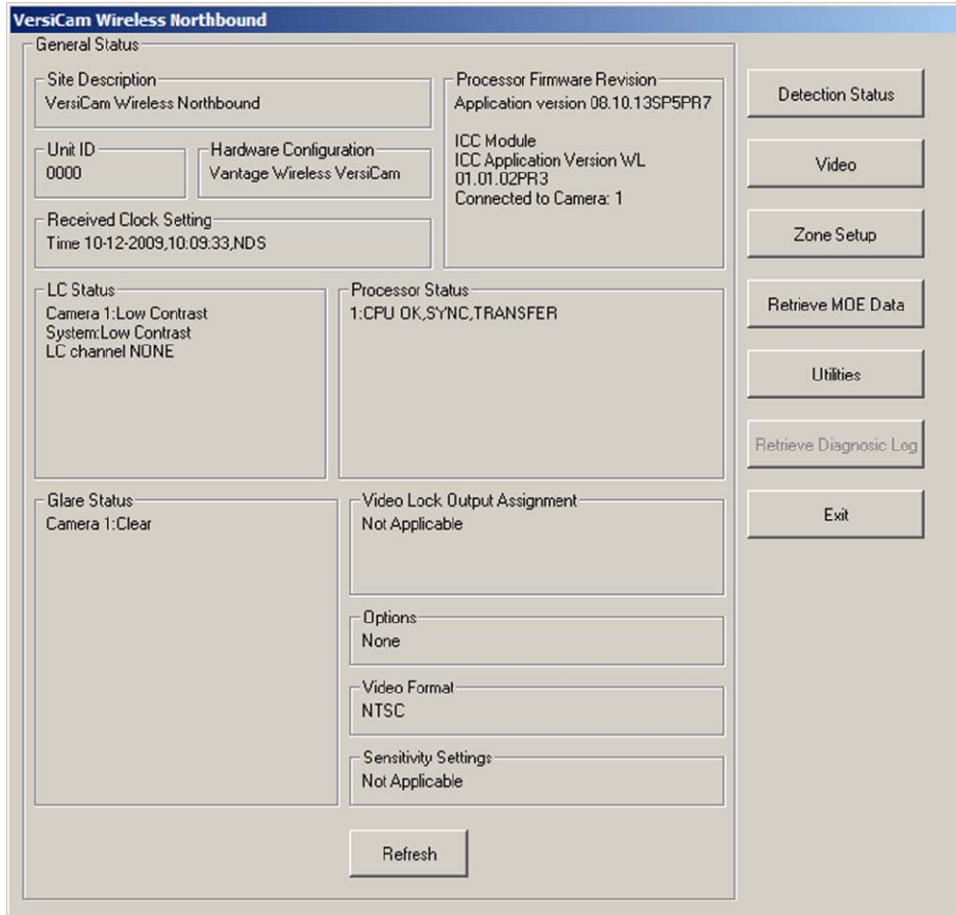 VersiCam Wireless Northbound
General Status
Site Description
VersiCam Wireless Northbound
Processor Firmware Revision
Application version 08.10.13SP5PR7
ICC Module
ICC Application Version WL
01.01.02PR3
Connected to Camera: 1
Unit ID
0000
Hardware Configuration
Vantage Wireless VersiCam
Received Clock Setting
Time 10-12-2009,10:09:33,NDS
LC Status
Camera 1:Low Contrast
System:Low Contrast
LC channel NONE
Processor Status
1:CPU OK,SYNC,TRANSFER
Glare Status
Camera 1:Clear
Video Lock Output Assignment
Not Applicable
Options
None
Video Format
NTSC
Sensitivity Settings
Not Applicable
Refresh
Detection Status
Video
Zone Setup
Retrieve MOE Data
Utilities
Retrieve Diagnosic Log
Exit